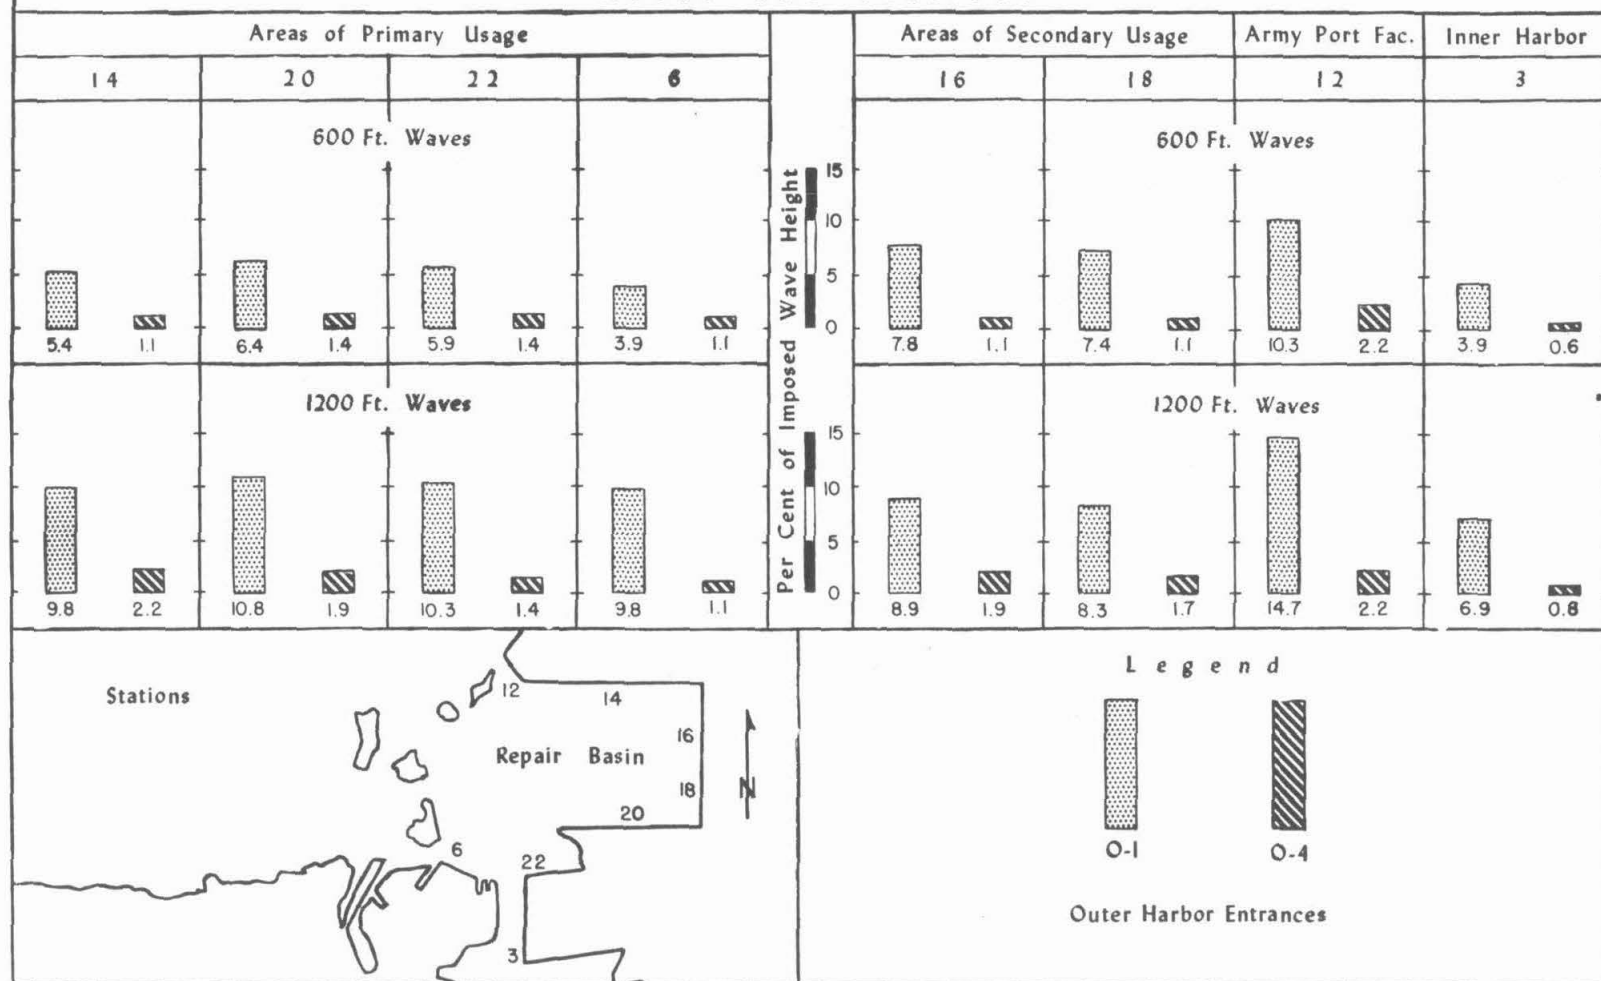 Areas of Primary Usage
Areas of Secondary Usage
Army Port Fac.
Inner Harbor
14 20 22 6
16 18 12 3
600 Ft. Waves
600 Ft. Waves
Per Cent of Imposed Wave Height
15
10
5
0
5.4 1.1 6.4 1.4 5.9 1.4 3.9 1.1
7.8 1.1 7.4 1.1 10.3 2.2 3.9 0.6
1200 Ft. Waves
1200 Ft. Waves
15
10
5
0
9.8 2.2 10.8 1.9 10.3 1.4 9.8 1.1
8.9 1.9 8.3 1.7 14.7 2.2 6.9 0.8
Stations
12
14
16
Repair Basin
18
20
6
22
3
N
Legend
O-1 O-4
Outer Harbor Entrances